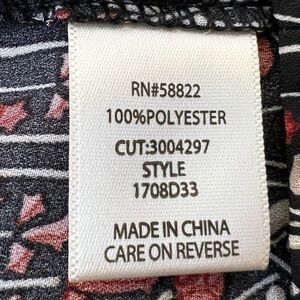 RN#58822
100%POLYESTER
CUT:3004297
STYLE
1708D33
MADE IN CHINA
CARE ON REVERSE